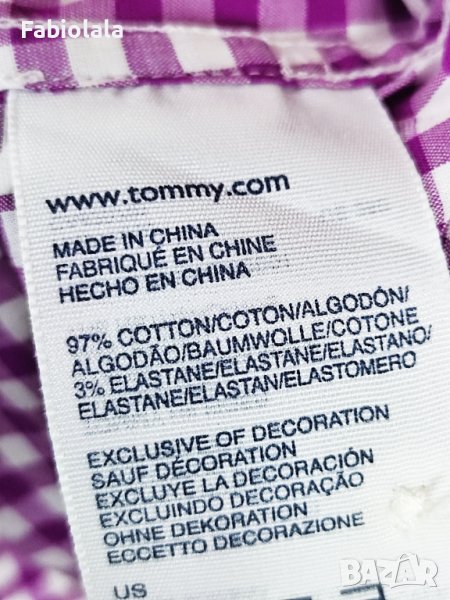 Fabiolala
www.tommy.com
MADE IN CHINA
FABRIQUÉ EN CHINE
HECHO EN CHINA
97% COTTON/COTON/ALGODÓN/
ALGODÃO/BAUMWOLLE/COTONE
3% ELASTANE/ELASTANE/ELASTANO/
ELASTANE/ELASTAN/ELASTOMERO
EXCLUSIVE OF DECORATION
SAUF DÉCORATION
EXCLUYE LA DECORACIÓN
EXCLUINDO DECORAÇÃO
OHNE DEKORATION
ECCETTO DECORAZIONE
US
BAZAR